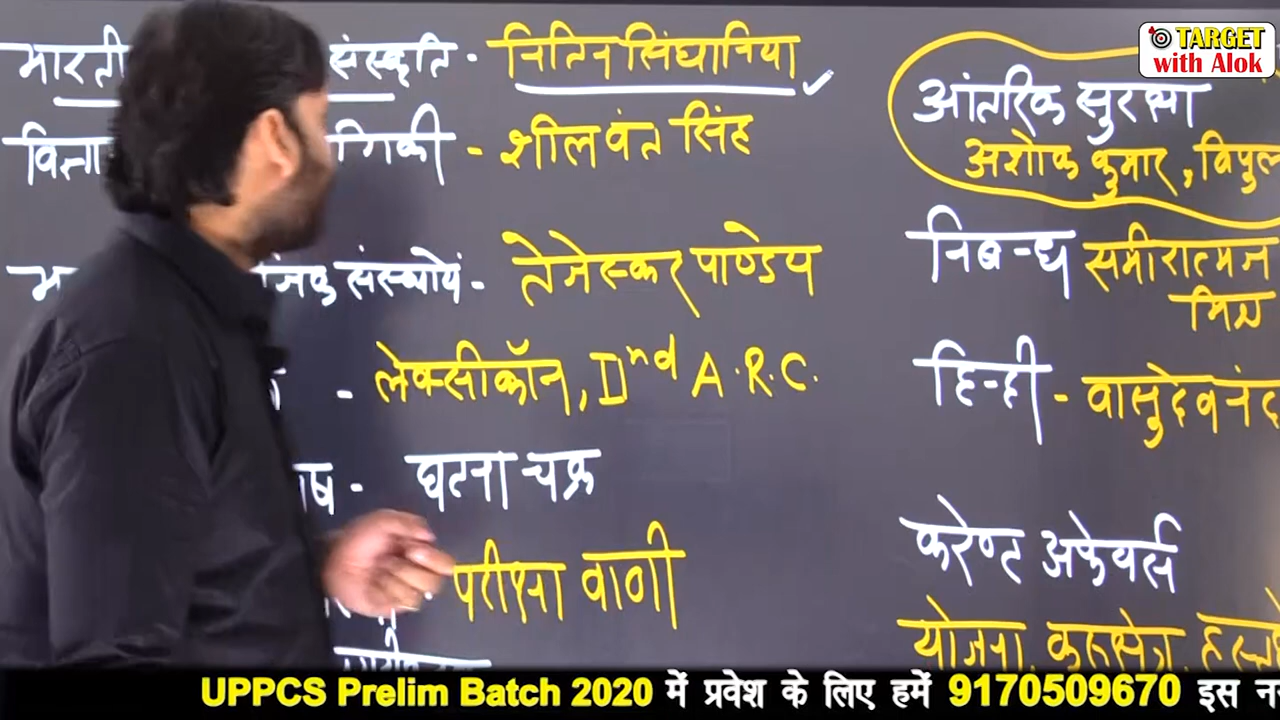 संस्कृति - नितिन सिंघानिया
गिकी - शीलवंत सिंह
संस्थायें - तेजेस्कर पाण्डेय
- लेक्सीकॉन, IInd A.R.C.
घटना चक्र
परीक्षा वाणी
TARGET
with Alok
आंतरिक सुरक्षा
अशोक कुमार, विपुल
निबन्ध समीरात्मज
मिश्र
हिन्दी - वासुदेवनंद
करेण्ट अफेयर्स
योजना, कुरुक्षेत्र,
UPPCS Prelim Batch 2020 में प्रवेश के लिए हमें 9170509670 इस